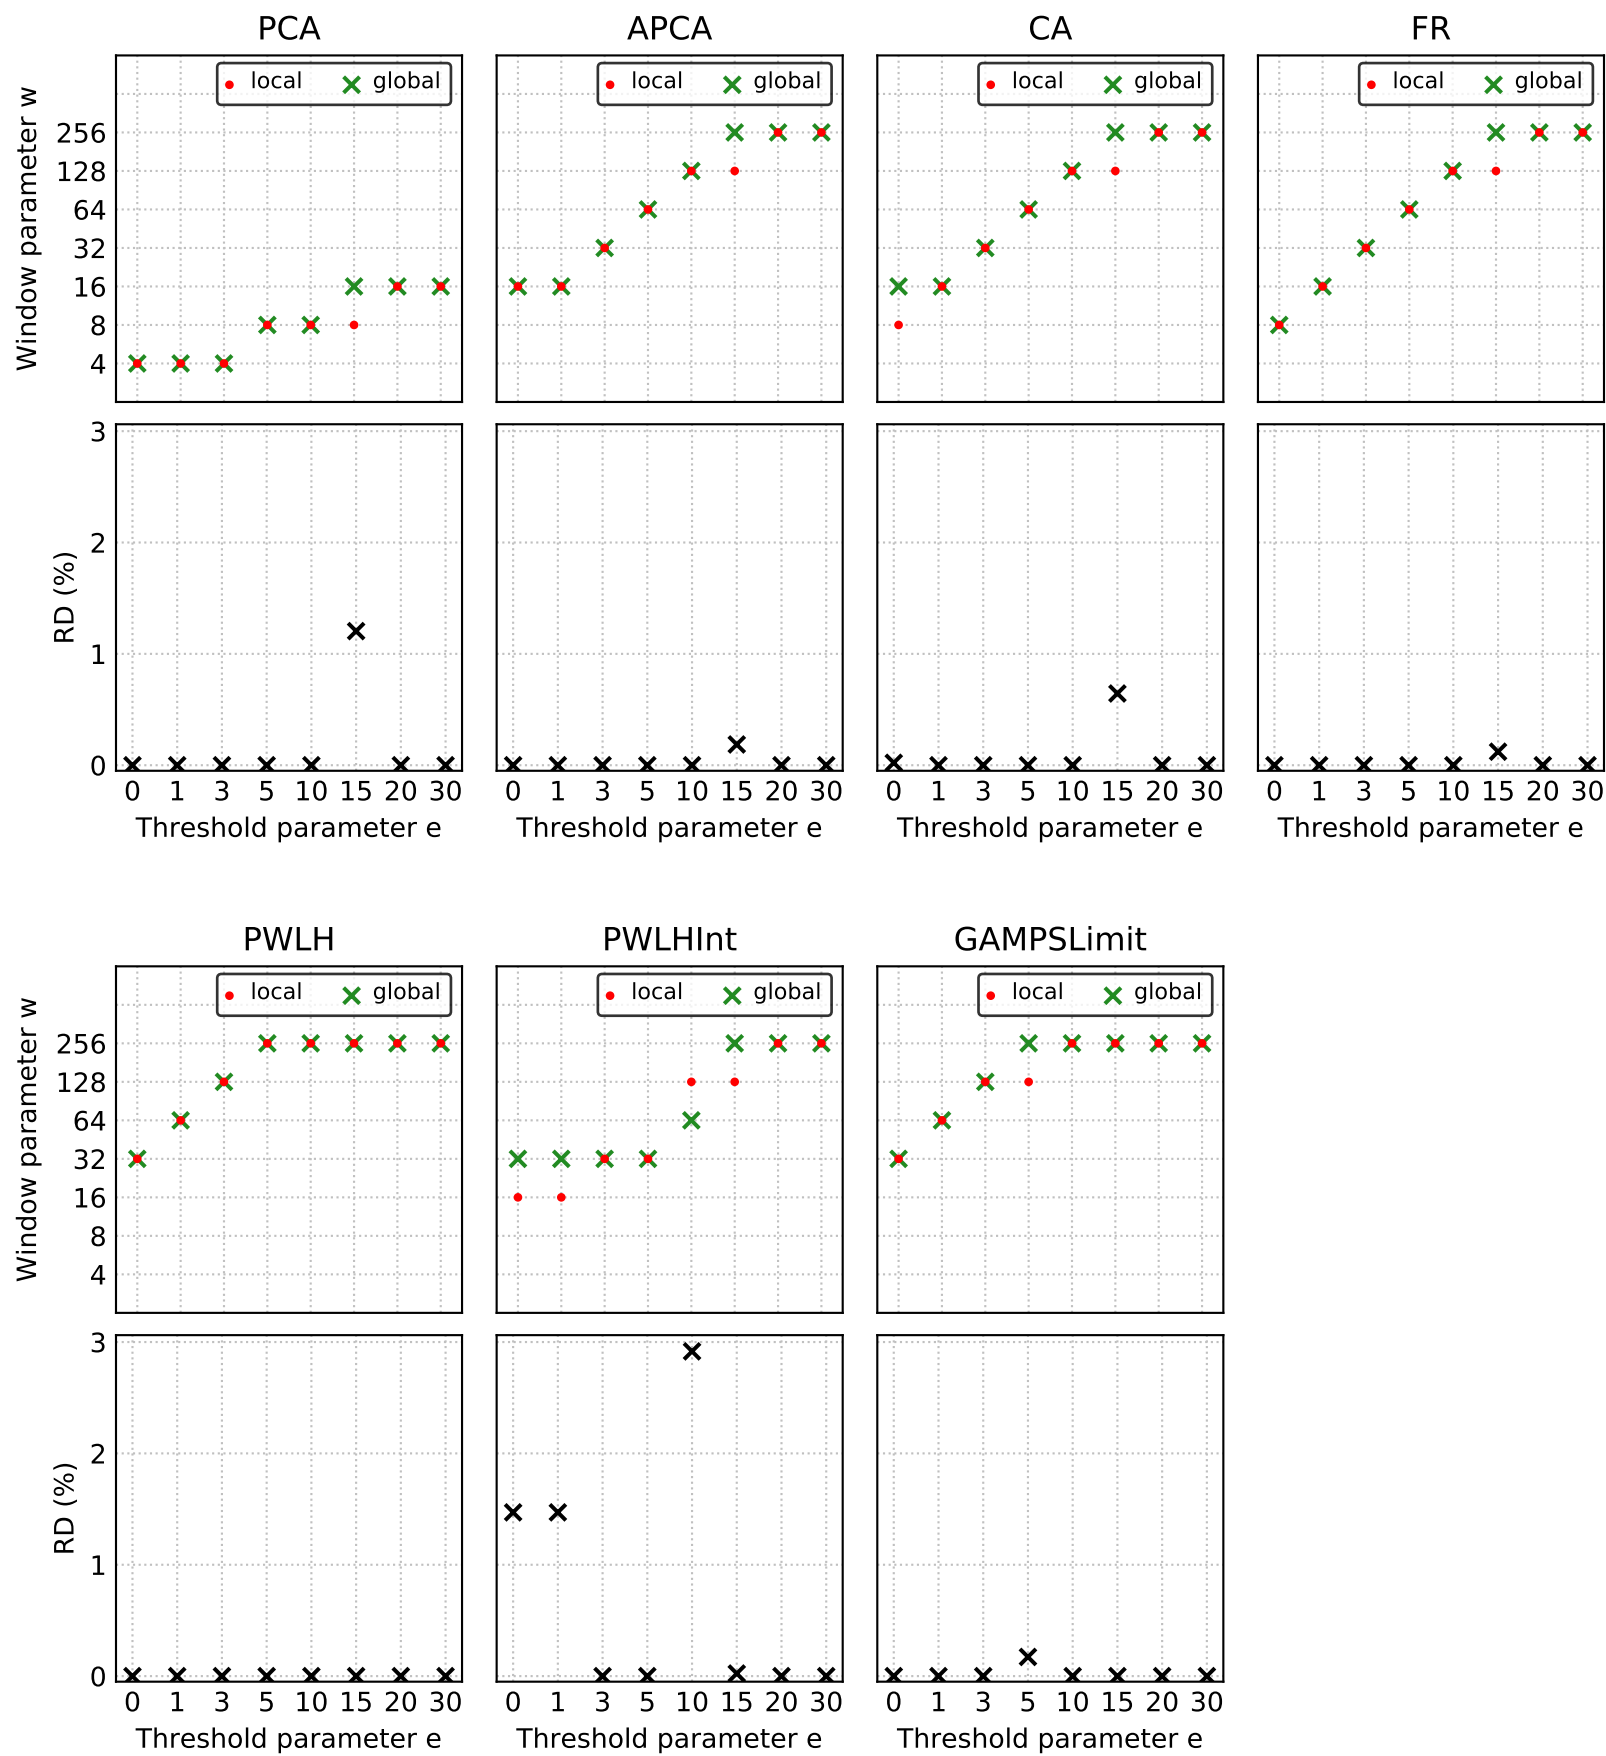 PCA APCA CA FR
local global local global local global local global
Window parameter w
256
128
64
32
16
8
4
RD (%)
3
2
1
0
0 1 3 5 10 15 20 30 0 1 3 5 10 15 20 30 0 1 3 5 10 15 20 30 0 1 3 5 10 15 20 30
Threshold parameter e Threshold parameter e Threshold parameter e Threshold parameter e
PWLH PWLHInt GAMPSLimit
local global local global local global
Window parameter w
256
128
64
32
16
8
4
RD (%)
3
2
1
0
0 1 3 5 10 15 20 30 0 1 3 5 10 15 20 30 0 1 3 5 10 15 20 30
Threshold parameter e Threshold parameter e Threshold parameter e